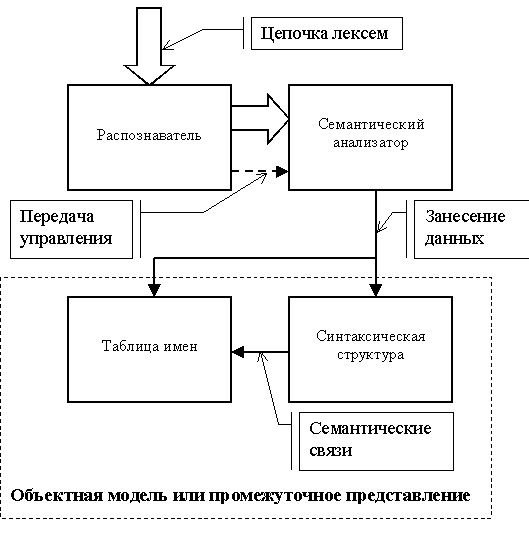 Цепочка лексем
Распознаватель
Семантический
анализатор
Передача
управления
Занесение
данных
Таблица имен
Синтаксическая
структура
Семантические
связи
Объектная модель или промежуточное представление